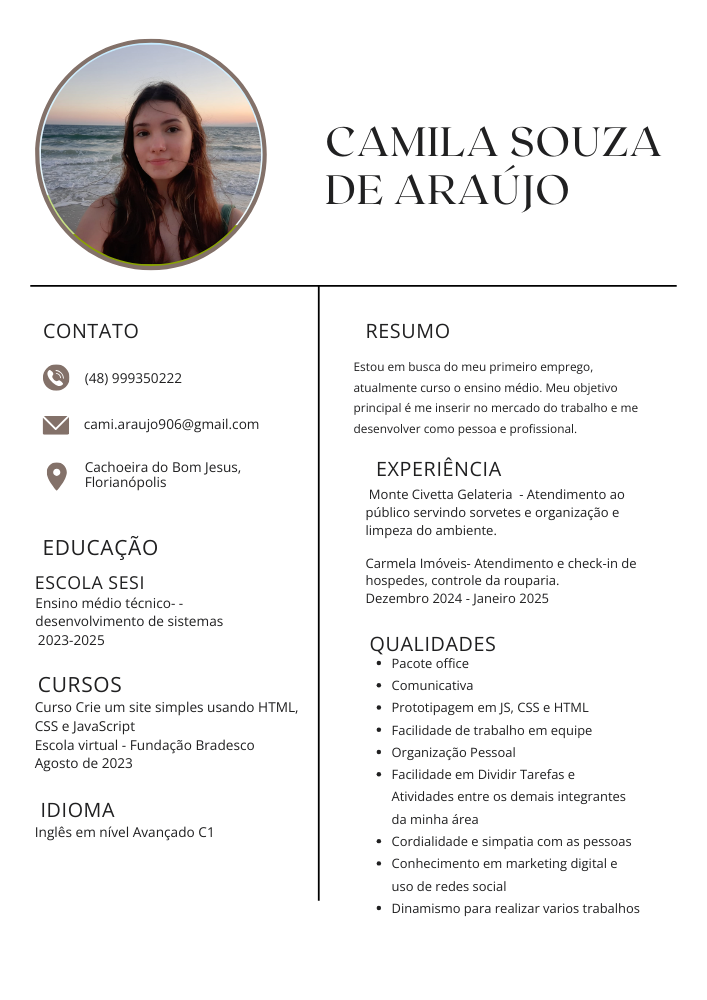 CAMILA SOUZA
DE ARAÚJO
CONTATO
(48) 999350222
cami.araujo906@gmail.com
Cachoeira do Bom Jesus,
Florianópolis
EDUCAÇÃO
ESCOLA SESI
Ensino médio técnico- -
desenvolvimento de sistemas
2023-2025
CURSOS
Curso Crie um site simples usando HTML,
CSS e JavaScript
Escola virtual - Fundação Bradesco
Agosto de 2023
IDIOMA
Inglês em nível Avançado C1
RESUMO
Estou em busca do meu primeiro emprego,
atualmente curso o ensino médio. Meu objetivo
principal é me inserir no mercado do trabalho e me
desenvolver como pessoa e profissional.
EXPERIÊNCIA
Monte Civetta Gelateria - Atendimento ao
público servindo sorvetes e organização e
limpeza do ambiente.
Carmela Imóveis- Atendimento e check-in de
hospedes, controle da rouparia.
Dezembro 2024 - Janeiro 2025
QUALIDADES
• Pacote office
• Comunicativa
• Prototipagem em JS, CSS e HTML
• Facilidade de trabalho em equipe
• Organização Pessoal
• Facilidade em Dividir Tarefas e
Atividades entre os demais integrantes
da minha área
• Cordialidade e simpatia com as pessoas
• Conhecimento em marketing digital e
uso de redes social
• Dinamismo para realizar varios trabalhos